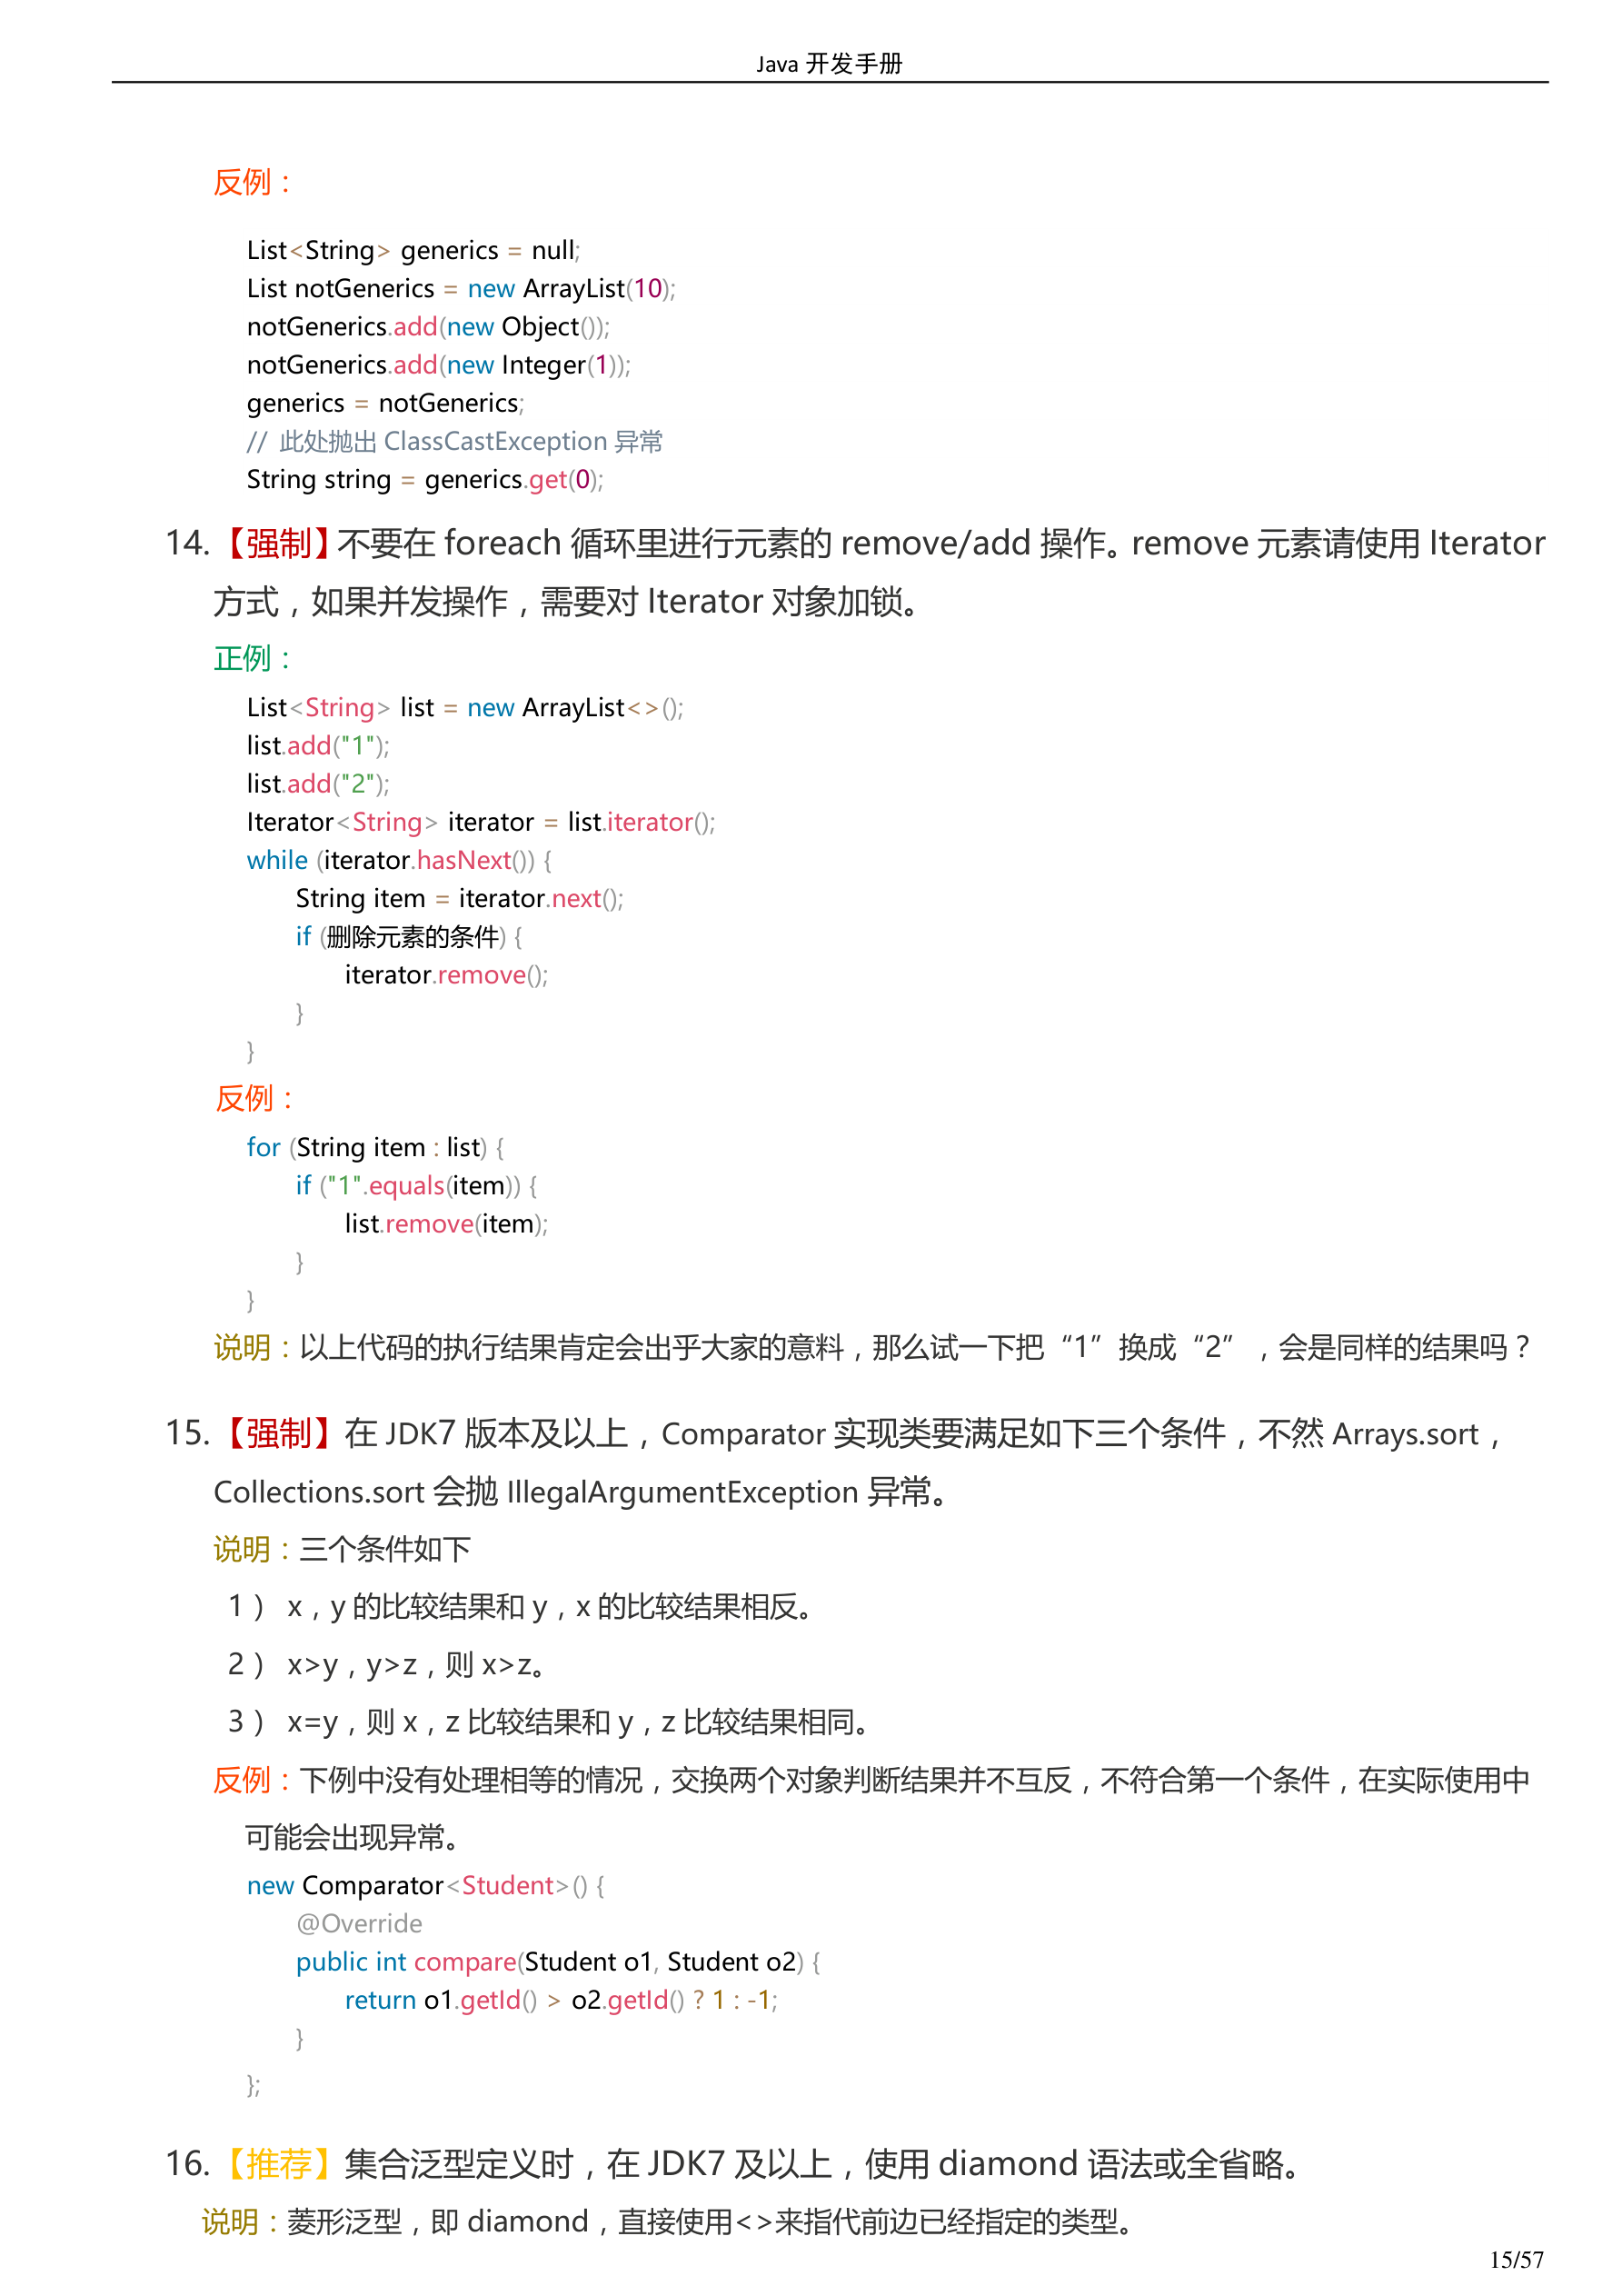 Java 开发手册
反例：
List<String> generics = null;
List notGenerics = new ArrayList(10);
notGenerics.add(new Object());
notGenerics.add(new Integer(1));
generics = notGenerics;
// 此处抛出 ClassCastException 异常
String string = generics.get(0);
14.【强制】不要在 foreach 循环里进行元素的 remove/add 操作。remove 元素请使用 Iterator
方式，如果并发操作，需要对 Iterator 对象加锁。
正例：
List<String> list = new ArrayList<>();
list.add("1");
list.add("2");
Iterator<String> iterator = list.iterator();
while (iterator.hasNext()) {
String item = iterator.next();
if (删除元素的条件) {
iterator.remove();
}
}
反例：
for (String item : list) {
if ("1".equals(item)) {
list.remove(item);
}
}
说明：以上代码的执行结果肯定会出乎大家的意料，那么试一下把“1”换成“2”，会是同样的结果吗？
15.【强制】在 JDK7 版本及以上，Comparator 实现类要满足如下三个条件，不然 Arrays.sort，
Collections.sort 会抛 IllegalArgumentException 异常。
说明：三个条件如下
1） x，y 的比较结果和 y，x 的比较结果相反。
2） x>y，y>z，则 x>z。
3） x=y，则 x，z 比较结果和 y，z 比较结果相同。
反例：下例中没有处理相等的情况，交换两个对象判断结果并不互反，不符合第一个条件，在实际使用中
可能会出现异常。
new Comparator<Student>() {
@Override
public int compare(Student o1, Student o2) {
return o1.getId() > o2.getId() ? 1 : -1;
}
};
16.【推荐】集合泛型定义时，在 JDK7 及以上，使用 diamond 语法或全省略。
说明：菱形泛型，即 diamond，直接使用<>来指代前边已经指定的类型。
15/57